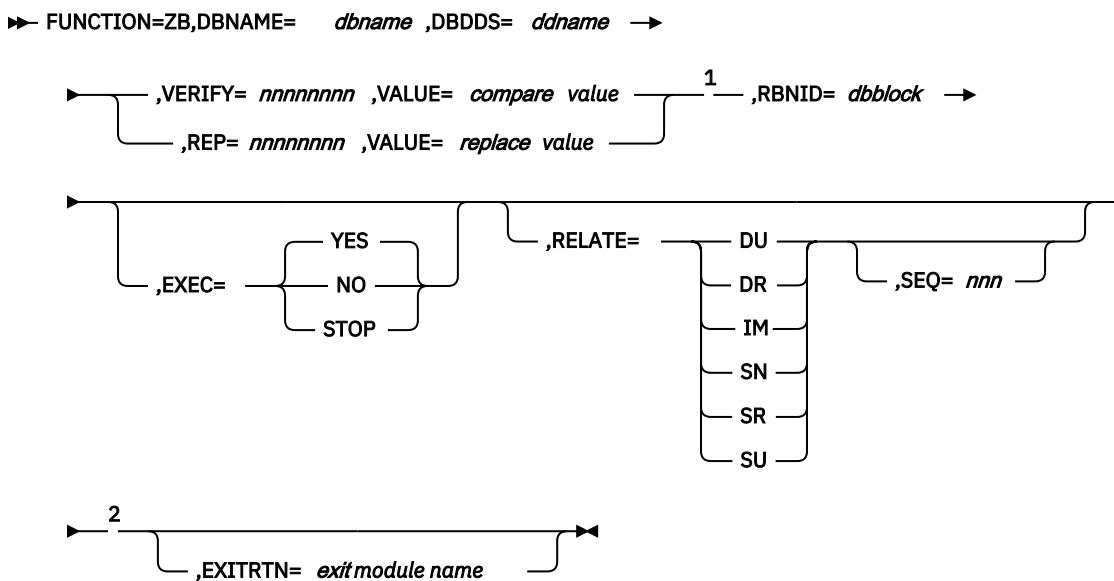 FUNCTION=ZB,DBNAME= dbname ,DBDDS= ddname
,VERIFY= nnnnnnnn ,VALUE= compare value 1 ,RBNID= dbblock
,REP= nnnnnnnn ,VALUE= replace value
,EXEC= YES
NO
STOP
,RELATE= DU
DR
IM
SN
SR
SU
,SEQ= nnn
2
,EXITRTN= exit module name